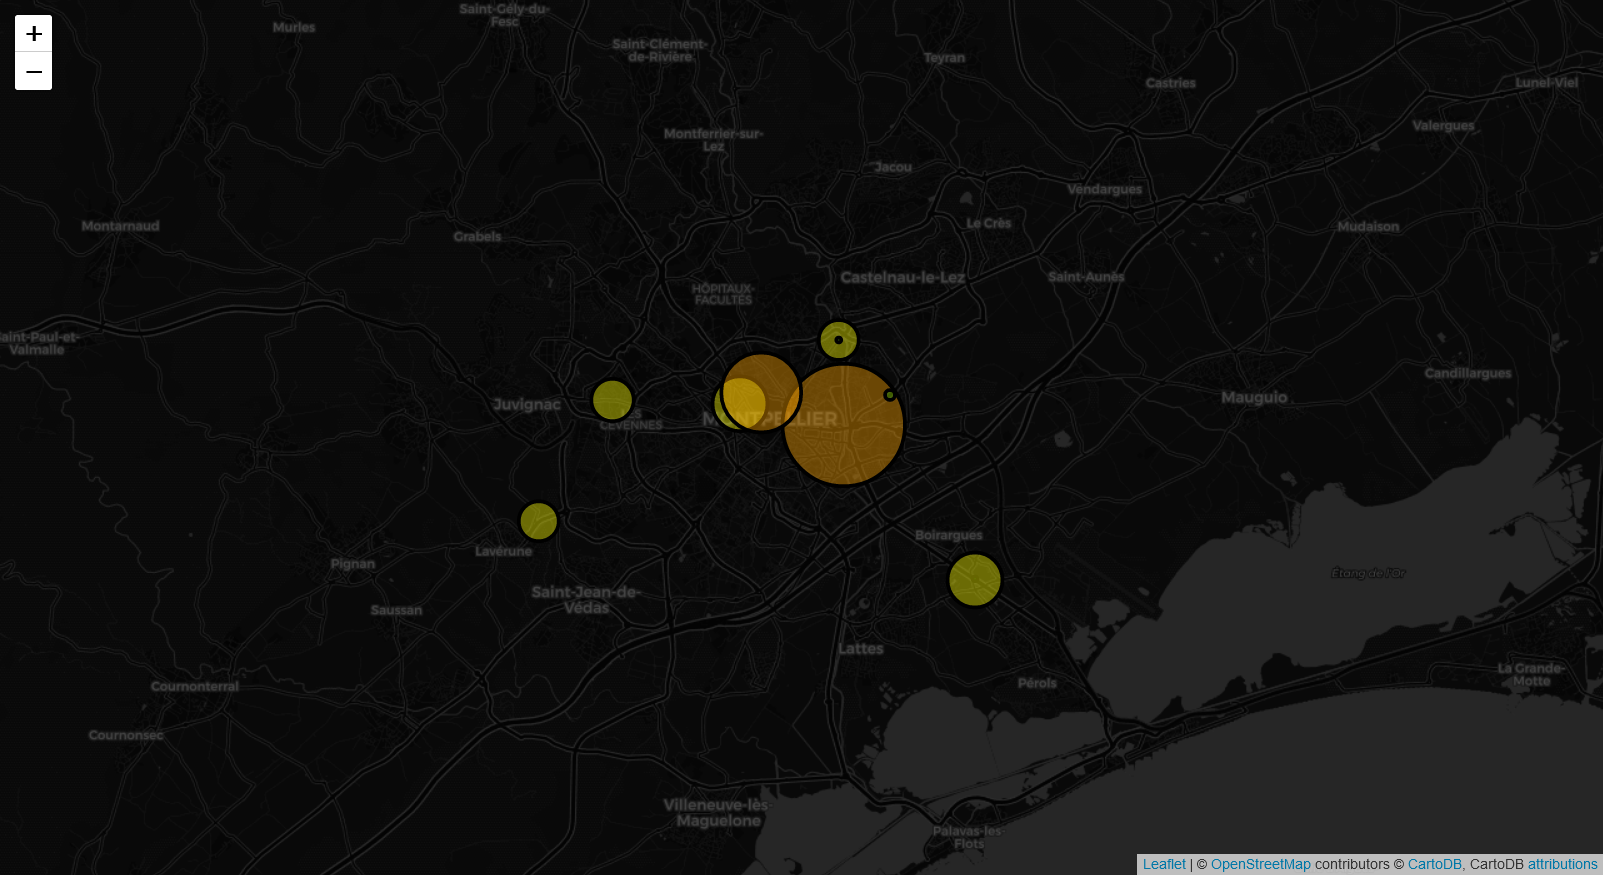 +
−
Saint-Gély-du-
Fesc
Murles
Saint-Clément-
de-Rivière
Teyran
Castries
Lunel-Viel
Valergues
Montferrier-sur-
Lez
Jacou
Vendargues
Montarnaud
Grabels
Le Crès
Mudaison
Castelnau-le-Lez
Saint-Aunès
HÔPITAUX-
FACULTÉS
aint-Paul-et-
Valmalle
Candillargues
Mauguio
Juvignac
LES
CÉVENNES
MONTPELLIER
Boirargues
Lavérune
Pignan
Étang de l'Or
Saint-Jean-de-
Védas
Saussan
Lattes
La Grande-
Motte
Pérols
Cournonterral
Cournonsec
Villeneuve-lès-
Maguelone
Palavas-les-
Flots
Leaflet | © OpenStreetMap contributors © CartoDB, CartoDB attributions